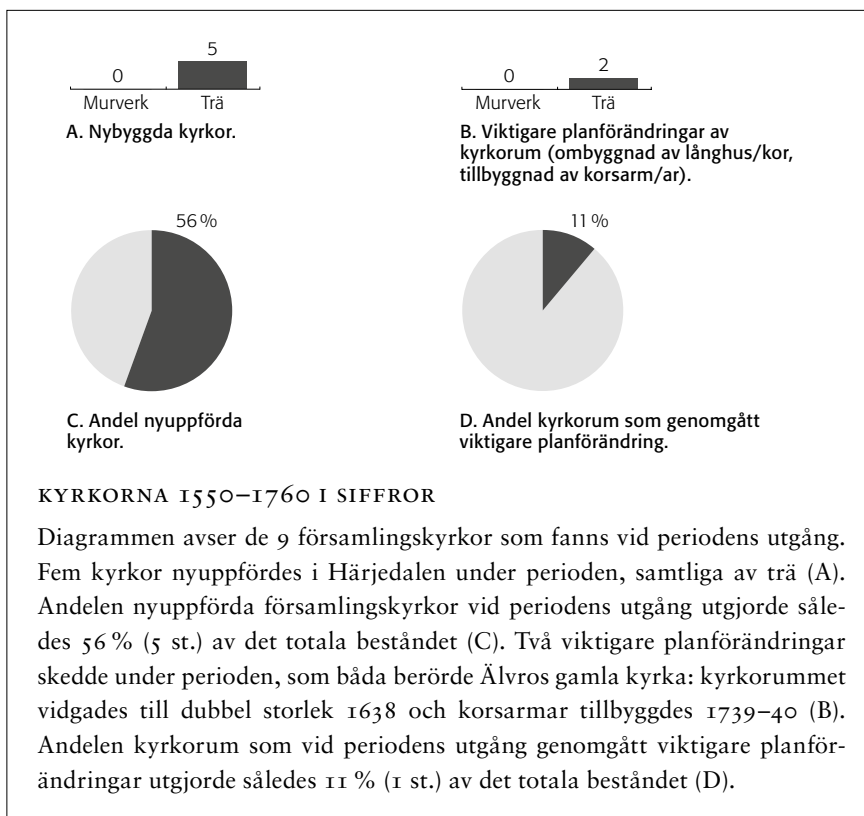 0
5
Murverk Trä
A. Nybyggda kyrkor.
0
2
Murverk Trä
B. Viktigare planförändringar av
kyrkorum (ombyggnad av långhus/kor,
tillbyggnad av korsarm/ar).
56 %
C. Andel nyuppförda
kyrkor.
11 %
D. Andel kyrkorum som genomgått
viktigare planförändring.
KYRKORNA 1550–1760 I SIFFROR
Diagrammen avser de 9 församlingskyrkor som fanns vid periodens utgång.
Fem kyrkor nyuppfördes i Härjedalen under perioden, samtliga av trä (A).
Andelen nyuppförda församlingskyrkor vid periodens utgång utgjorde såle-
des 56 % (5 st.) av det totala beståndet (C). Två viktigare planförändringar
skedde under perioden, som båda berörde Älvros gamla kyrka: kyrkorummet
vidgades till dubbel storlek 1638 och korsarmar tillbyggdes 1739–40 (B).
Andelen kyrkorum som vid periodens utgång genomgått viktigare planför-
ändringar utgjorde således 11 % (1 st.) av det totala beståndet (D).